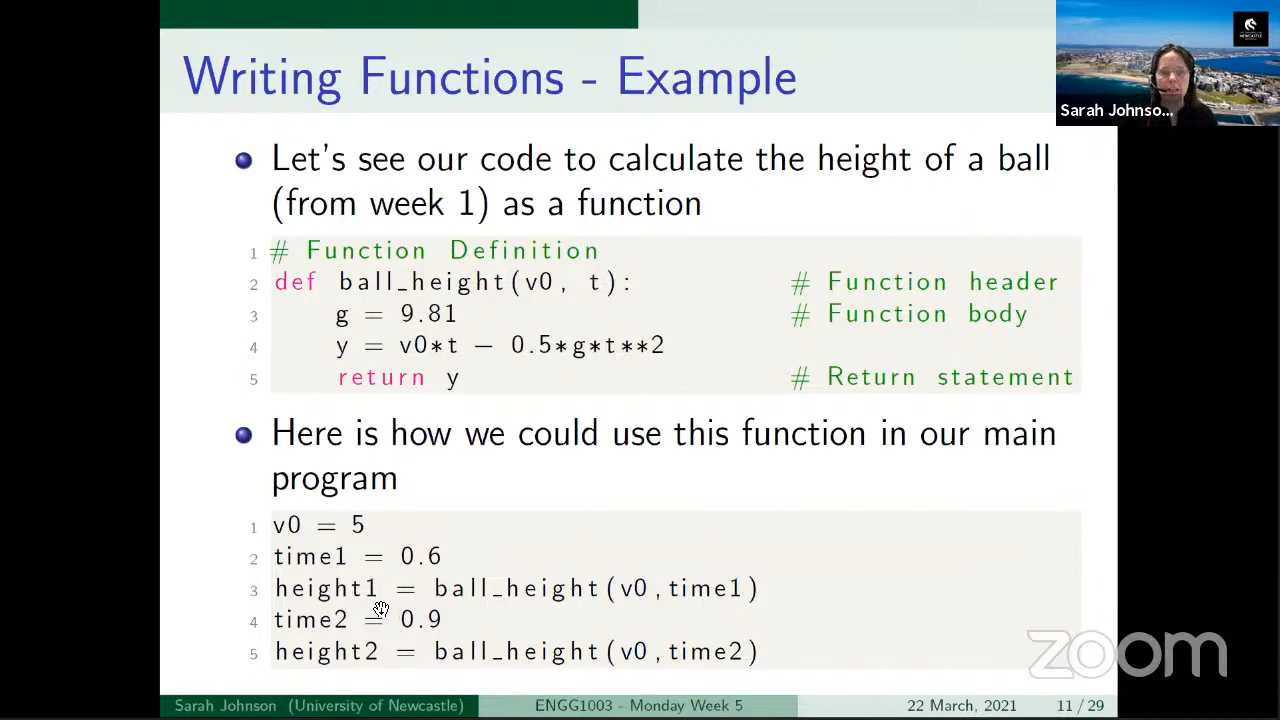 Writing Functions - Example
Sarah Johnso...
Let's see our code to calculate the height of a ball
(from week 1) as a function
1 # Function Definition
2 def ball_height(v0, t): # Function header
3 g = 9.81 # Function body
4 y = v0*t - 0.5*g*t**2
5 return y # Return statement
Here is how we could use this function in our main
program
1 v0 = 5
2 time1 = 0.6
3 height1 = ball_height(v0,time1)
4 time2 = 0.9
5 height2 = ball_height(v0,time2)
zoom
Sarah Johnson (University of Newcastle) ENGG1003 - Monday Week 5 22 March, 2021 11 / 29